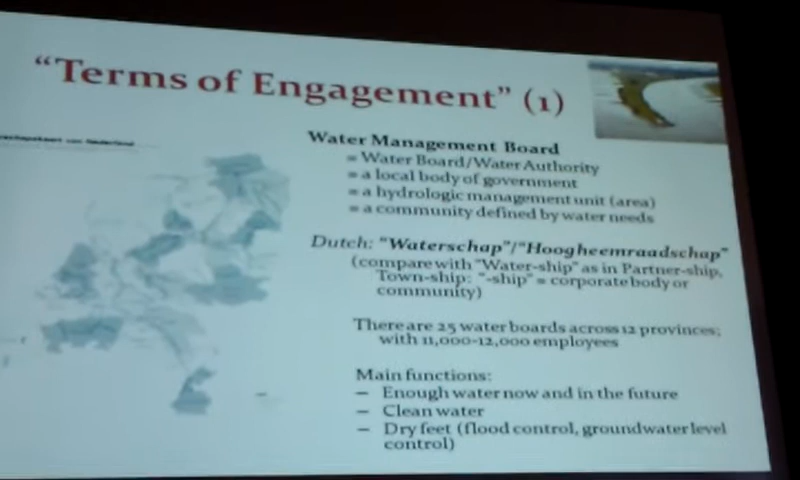 “Terms of Engagement” (1)
van Nederland
Water Management Board
= Water Board/Water Authority
= a local body of government
= a hydrologic management unit (area)
= a community defined by water needs
Dutch: “Waterschap”/“Hoogheemraadschap”
(compare with “Water-ship” as in Partner-ship,
Town-ship: “-ship” = corporate body or
community)
There are 25 water boards across 12 provinces;
with 11,000-12,000 employees
Main functions:
– Enough water now and in the future
– Clean water
– Dry feet (flood control, groundwater level
control)